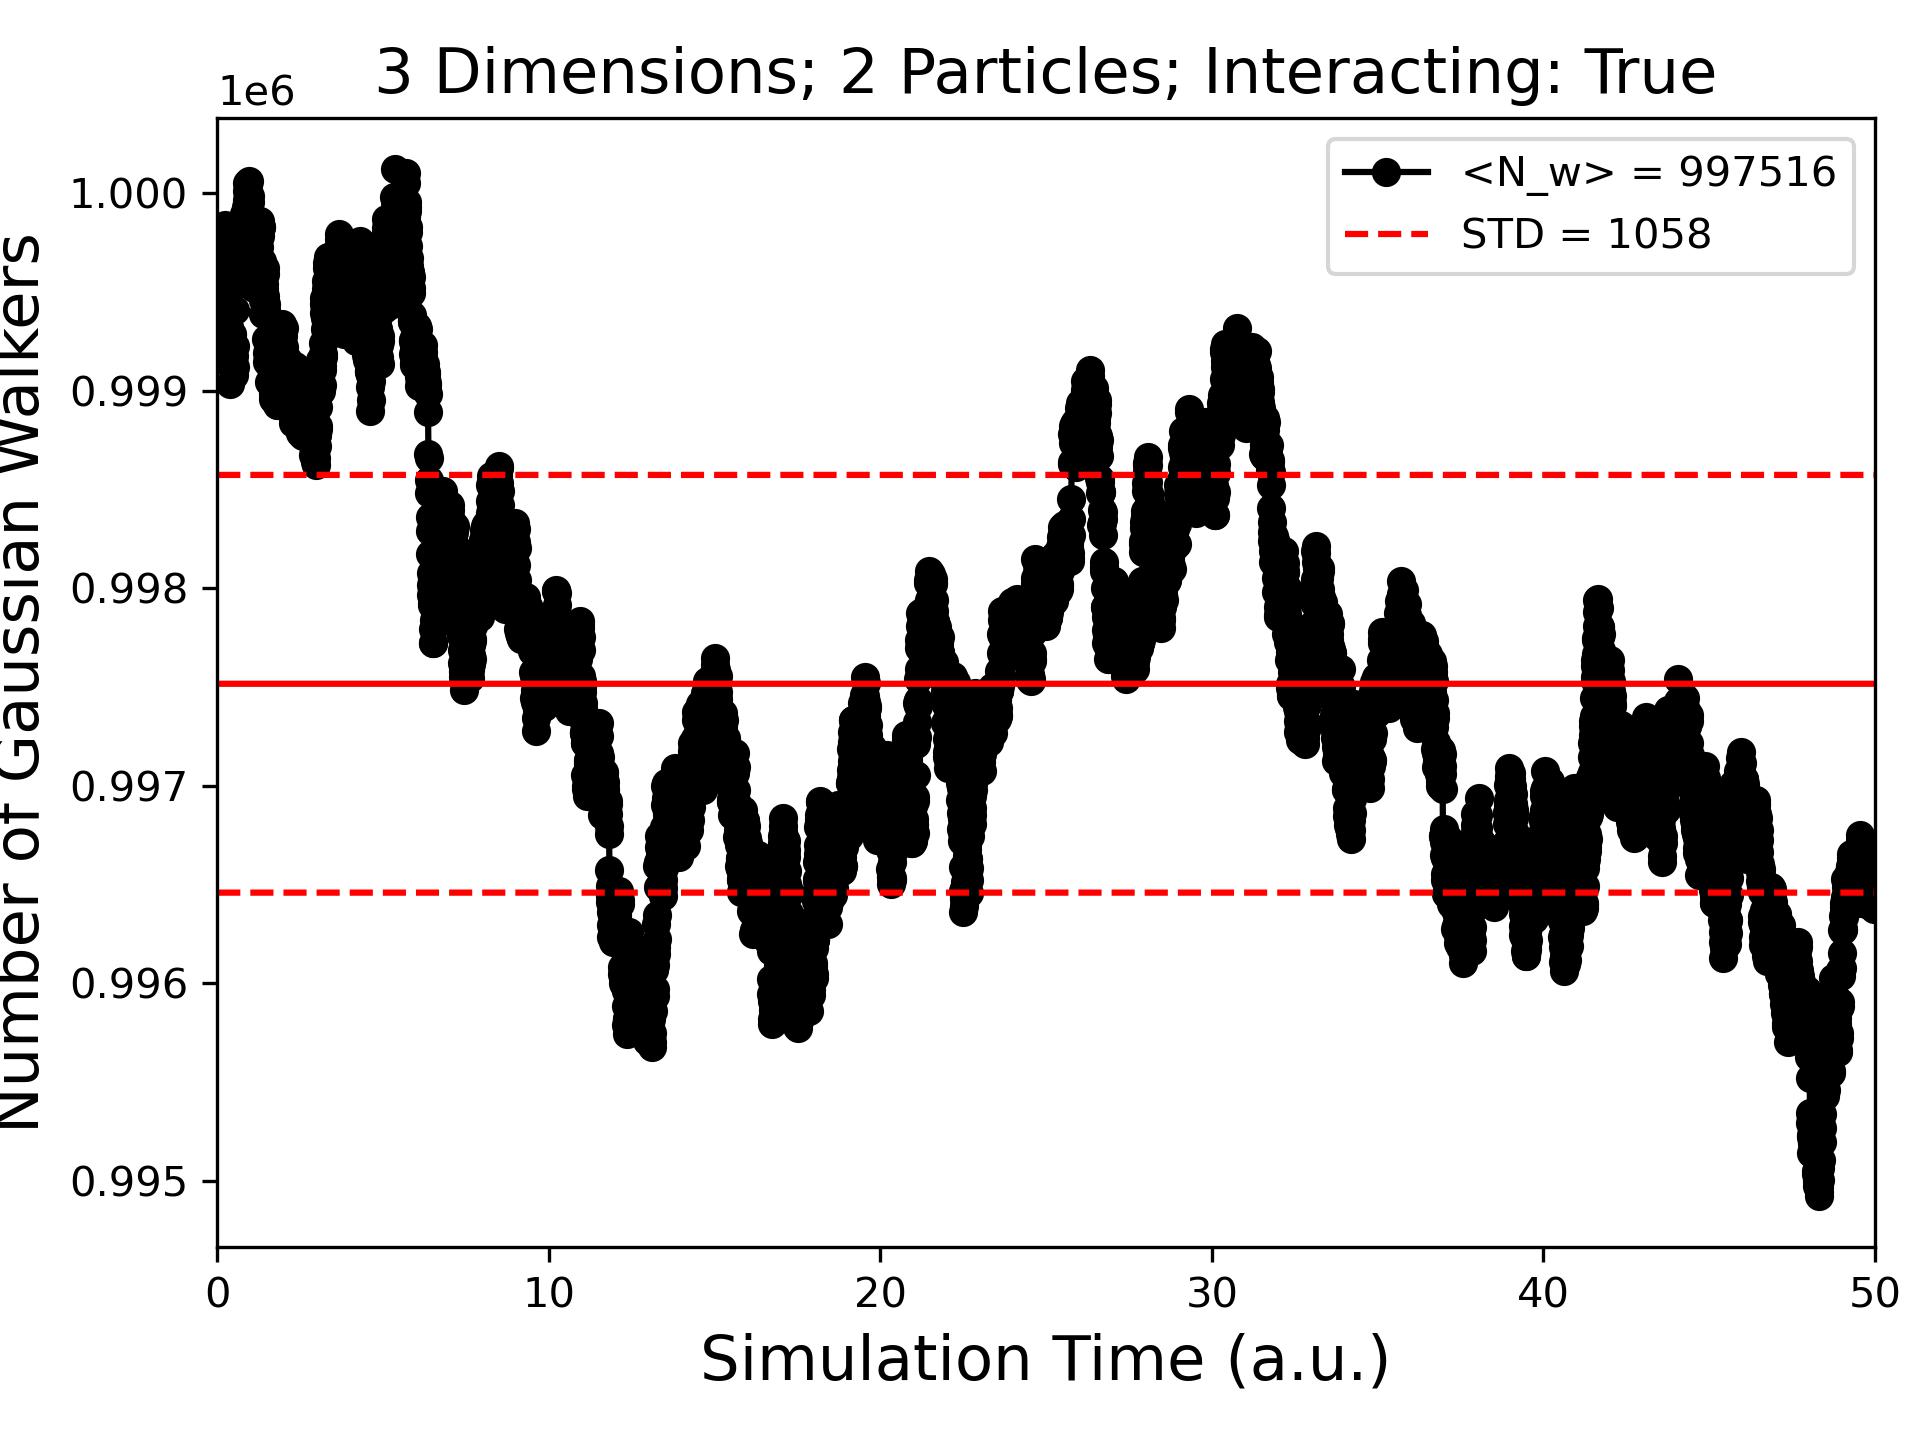 3 Dimensions; 2 Particles; Interacting: True
1e6
<N_w> = 997516
STD = 1058
1.000
0.999
0.998
0.997
0.996
0.995
Number of Gaussian Walkers
0 10 20 30 40 50
Simulation Time (a.u.)